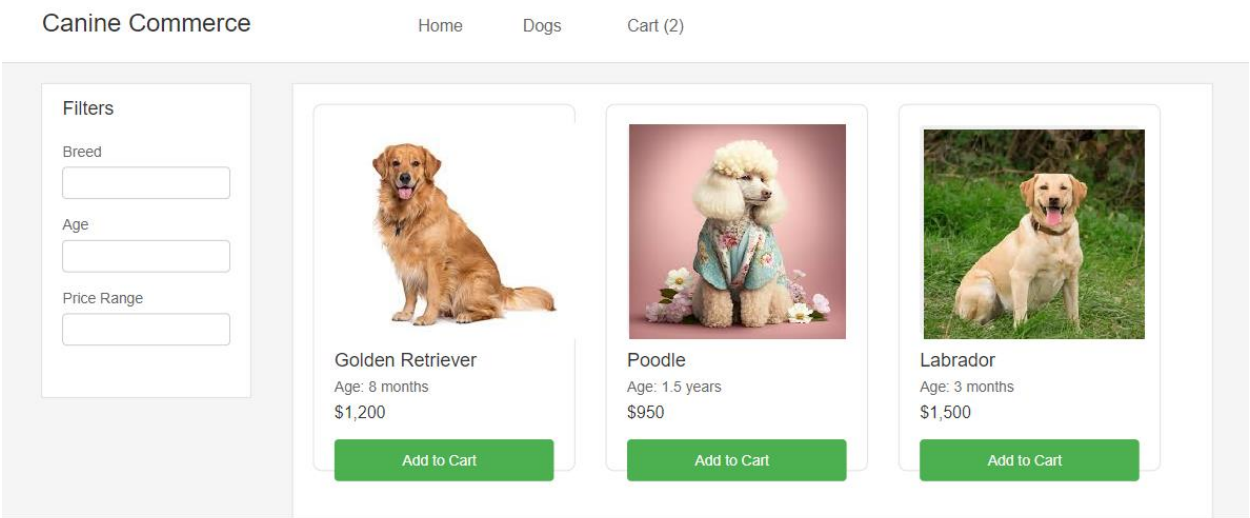 Canine Commerce
Home Dogs Cart (2)
Filters
Breed
Age
Price Range
Golden Retriever
Age: 8 months
$1,200
Add to Cart
Poodle
Age: 1.5 years
$950
Add to Cart
Labrador
Age: 3 months
$1,500
Add to Cart